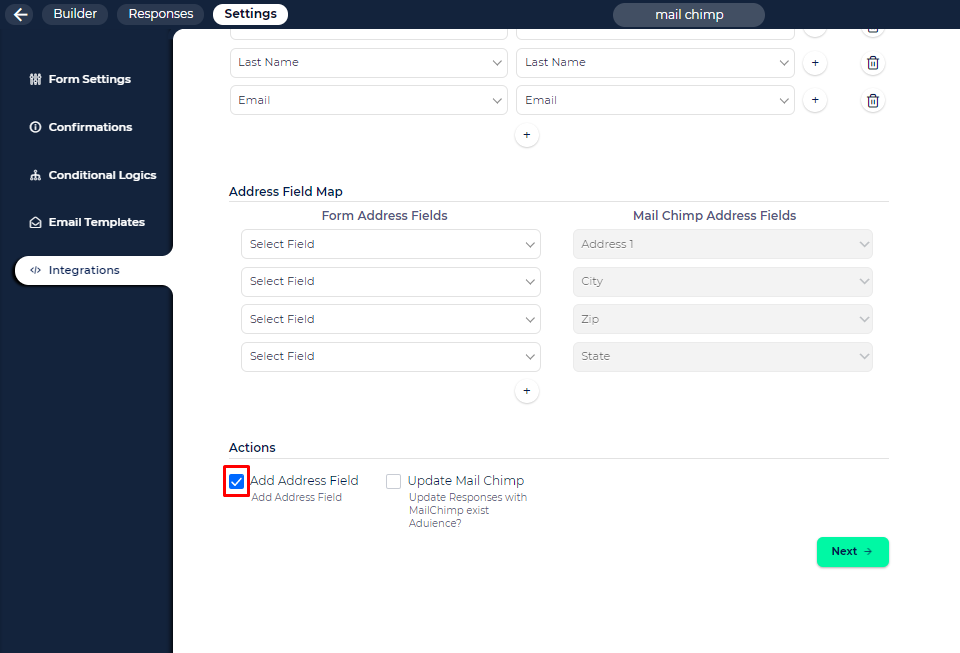 Builder
Responses
Settings
mail chimp
Form Settings
Confirmations
Conditional Logics
Email Templates
Integrations
Last Name
Last Name
+
Email
Email
+
+
Address Field Map
Form Address Fields
Mail Chimp Address Fields
Select Field
Address 1
Select Field
City
Select Field
Zip
Select Field
State
+
Actions
Add Address Field
Add Address Field
Update Mail Chimp
Update Responses with
MailChimp exist
Aduience?
Next →